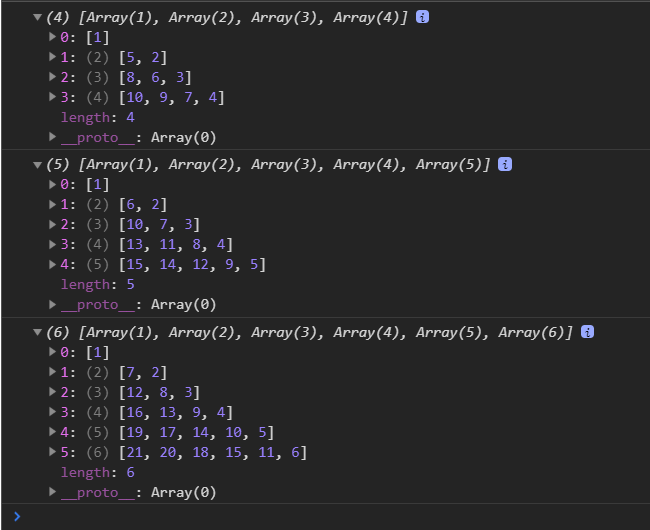 (4) [Array(1), Array(2), Array(3), Array(4)] i
0: [1]
1: (2) [5, 2]
2: (3) [8, 6, 3]
3: (4) [10, 9, 7, 4]
length: 4
__proto__: Array(0)
(5) [Array(1), Array(2), Array(3), Array(4), Array(5)] i
0: [1]
1: (2) [6, 2]
2: (3) [10, 7, 3]
3: (4) [13, 11, 8, 4]
4: (5) [15, 14, 12, 9, 5]
length: 5
__proto__: Array(0)
(6) [Array(1), Array(2), Array(3), Array(4), Array(5), Array(6)] i
0: [1]
1: (2) [7, 2]
2: (3) [12, 8, 3]
3: (4) [16, 13, 9, 4]
4: (5) [19, 17, 14, 10, 5]
5: (6) [21, 20, 18, 15, 11, 6]
length: 6
__proto__: Array(0)